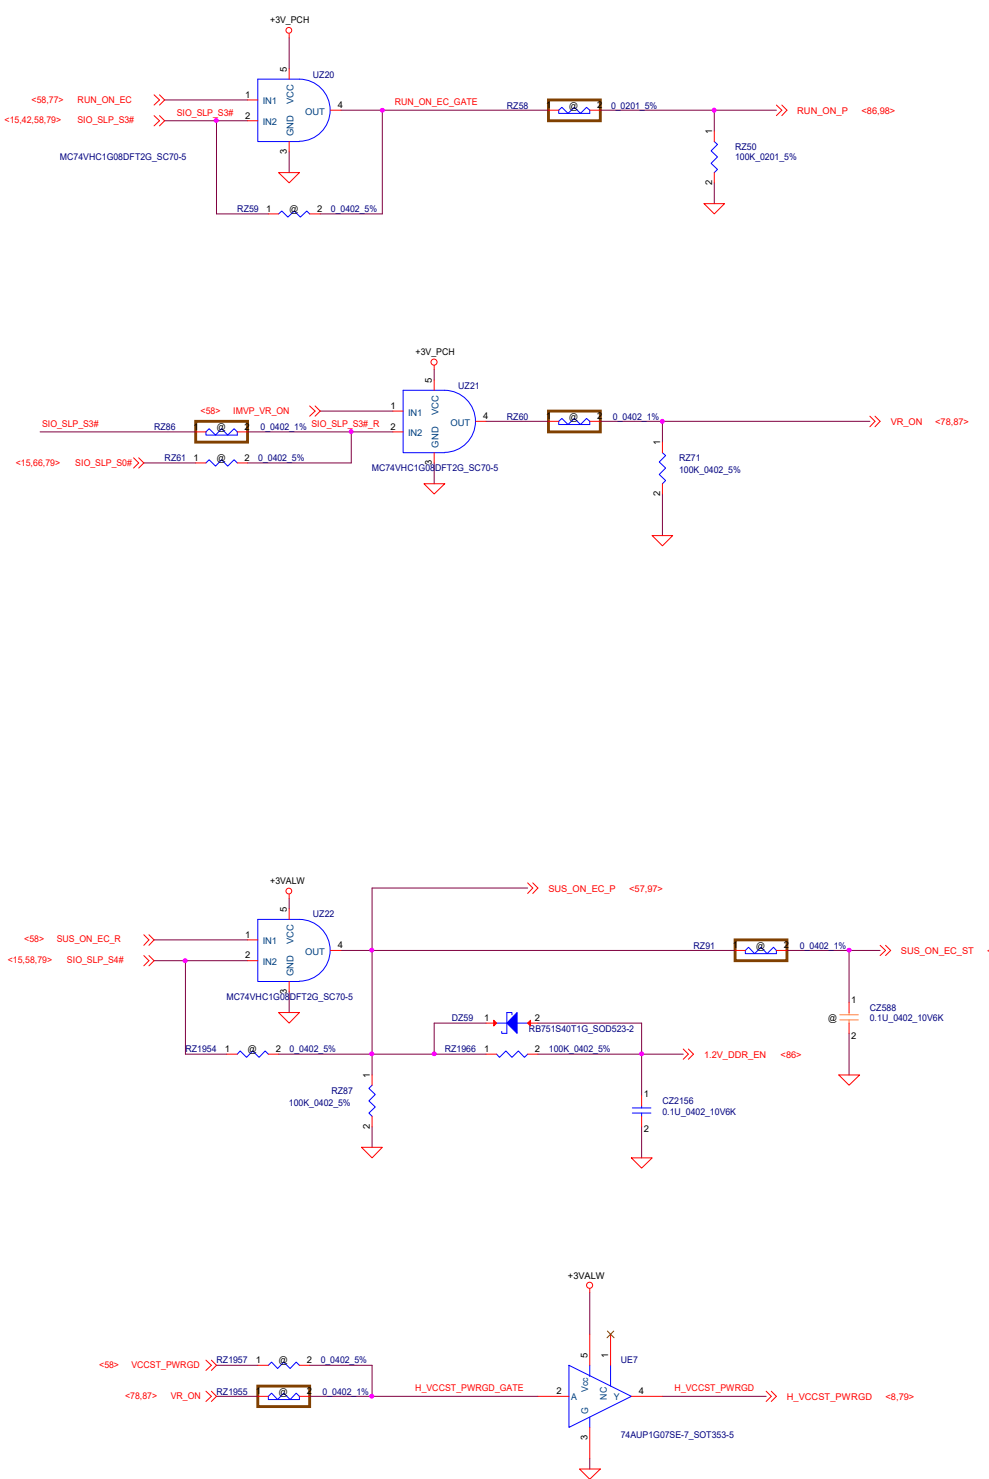 +3V_PCH
5
UZ20
<58,77> RUN_ON_EC
1
IN1
VCC
OUT
4
RUN_ON_EC_GATE
RZ58
1
@
2
0_0201_5%
RUN_ON_P <86,98>
<15,42,58,79> SIO_SLP_S3#
SIO_SLP_S3#
2
IN2
GND
3
MC74VHC1G08DFT2G_SC70-5
1
RZ50
100K_0201_5%
2
RZ59
1
@
2
0_0402_5%
+3V_PCH
5
UZ21
<58> IMVP_VR_ON
1
IN1
VCC
OUT
4
RZ60
1
@
2
0_0402_1%
VR_ON <78,87>
SIO_SLP_S3#
RZ86
1
@
2
0_0402_1%
SIO_SLP_S3#_R
2
IN2
GND
3
<15,66,79> SIO_SLP_S0#
RZ61
1
@
2
0_0402_5%
MC74VHC1G08DFT2G_SC70-5
1
RZ71
100K_0402_5%
2
+3VALW
5
UZ22
SUS_ON_EC_P <57,97>
<58> SUS_ON_EC_R
1
IN1
VCC
OUT
4
RZ91
1
@
2
0_0402_1%
SUS_ON_EC_ST <
<15,58,79> SIO_SLP_S4#
2
IN2
GND
3
MC74VHC1G08DFT2G_SC70-5
1
CZ588
@
0.1U_0402_10V6K
2
DZ59
1
2
RB751S40T1G_SOD523-2
RZ1954
1
@
2
0_0402_5%
RZ1966
1
2
100K_0402_5%
1.2V_DDR_EN <86>
1
RZ87
100K_0402_5%
2
1
CZ2156
0.1U_0402_10V6K
2
+3VALW
5
1
UE7
<58> VCCST_PWRGD
RZ1957
1
@
2
0_0402_5%
<78,87> VR_ON
RZ1955
1
@
2
0_0402_1%
H_VCCST_PWRGD_GATE
2
A
Vcc
NC
G
Y
4
H_VCCST_PWRGD
H_VCCST_PWRGD <8,79>
3
74AUP1G07SE-7_SOT353-5